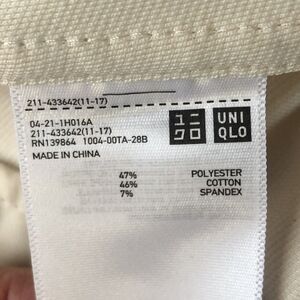 211-433642(11-17)
04-21-1H016A
211-433642(11-17)
RN139864 1004-00TA-28B
MADE IN CHINA
ユニ UNI
クロ QLO
47% POLYESTER
46% COTTON
7% SPANDEX